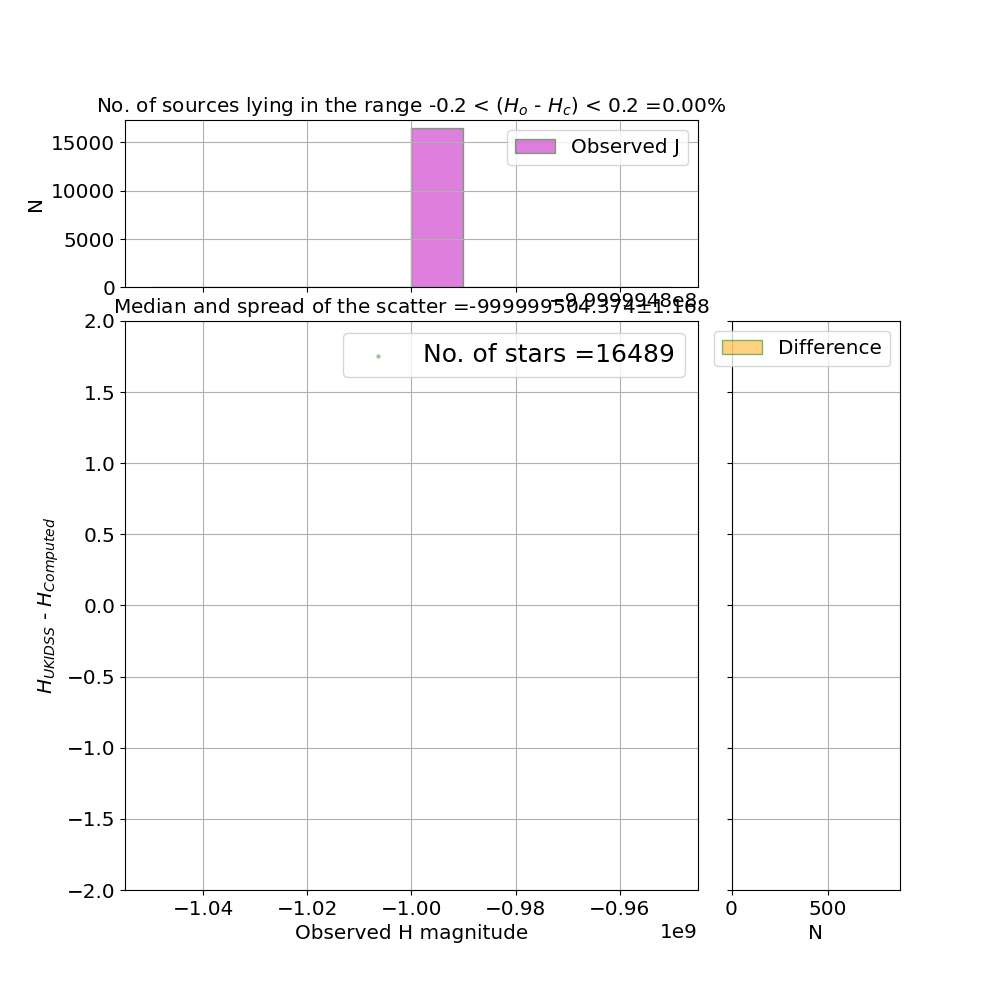 No. of sources lying in the range -0.2 < (H_o - H_c) < 0.2 =0.00%
15000
10000
5000
0
N
Observed J
−9.9999948e8
Median and spread of the scatter =-999999504.374±1.168
2.0
1.5
1.0
0.5
0.0
−0.5
−1.0
−1.5
−2.0
H_UKIDSS - H_Computed
No. of stars =16489
−1.04 −1.02 −1.00 −0.98 −0.96
1e9
Observed H magnitude
Difference
0 500
N